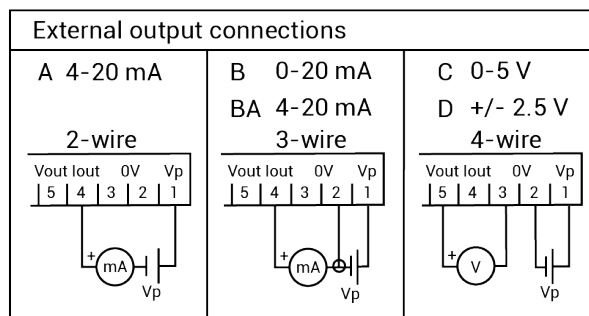 External output connections
A 4-20 mA
2-wire
Vout Iout 0V Vp
5 4 3 2 1
+ mA
Vp
B 0-20 mA
BA 4-20 mA
3-wire
Vout Iout 0V Vp
5 4 3 2 1
+ mA
Vp
C 0-5 V
D +/- 2.5 V
4-wire
Vout Iout 0V Vp
5 4 3 2 1
+ V
Vp